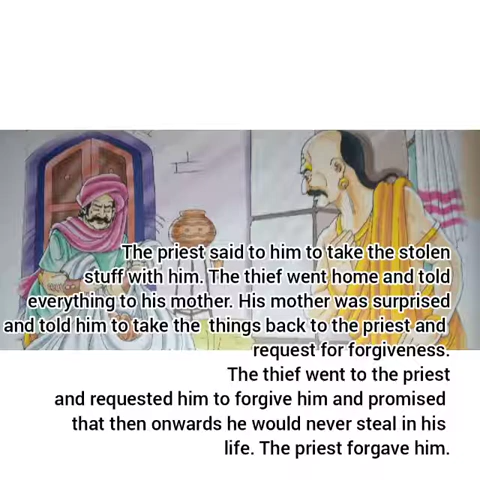 The priest said to him to take the stolen
stuff with him. The thief went home and told
everything to his mother. His mother was surprised
and told him to take the things back to the priest and
request for forgiveness.
The thief went to the priest
and requested him to forgive him and promised
that then onwards he would never steal in his
life. The priest forgave him.